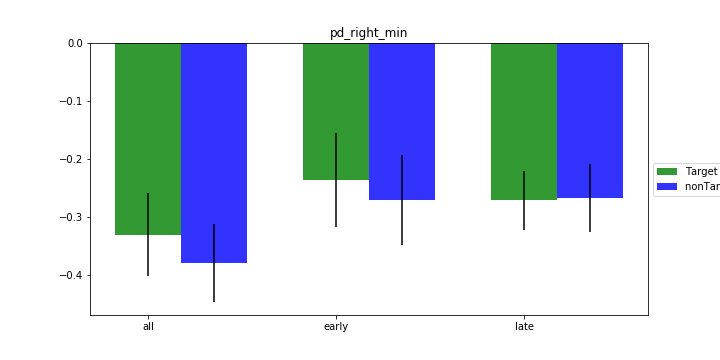 pd_right_min
0.0
−0.1
−0.2
−0.3
−0.4
all
early
late
Target
nonTar